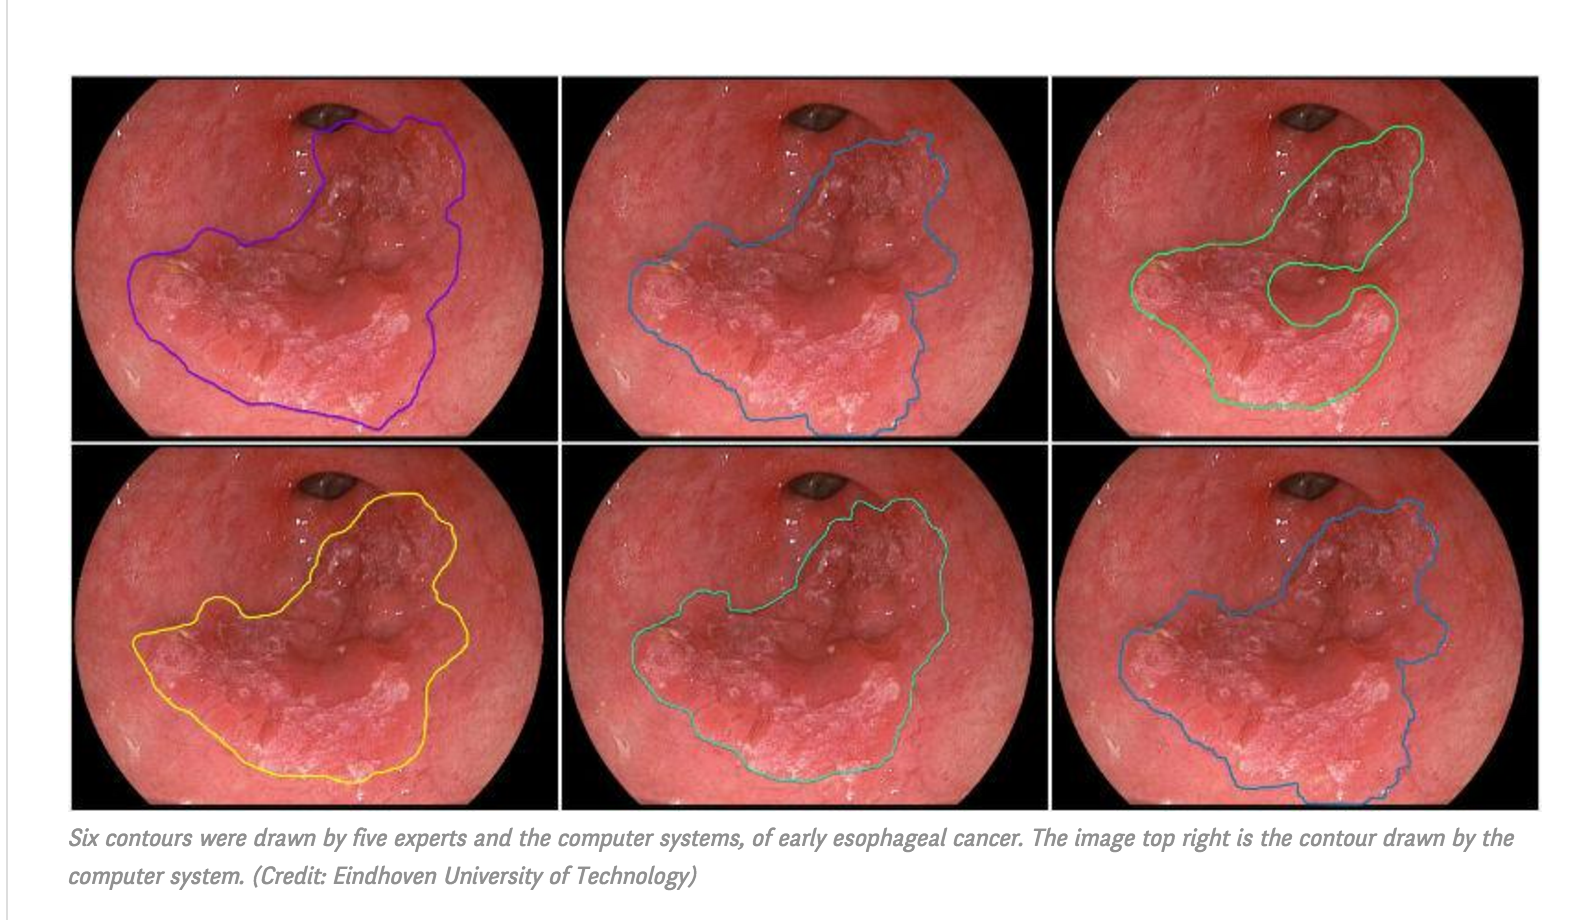 Six contours were drawn by five experts and the computer systems, of early esophageal cancer. The image top right is the contour drawn by the
computer system. (Credit: Eindhoven University of Technology)